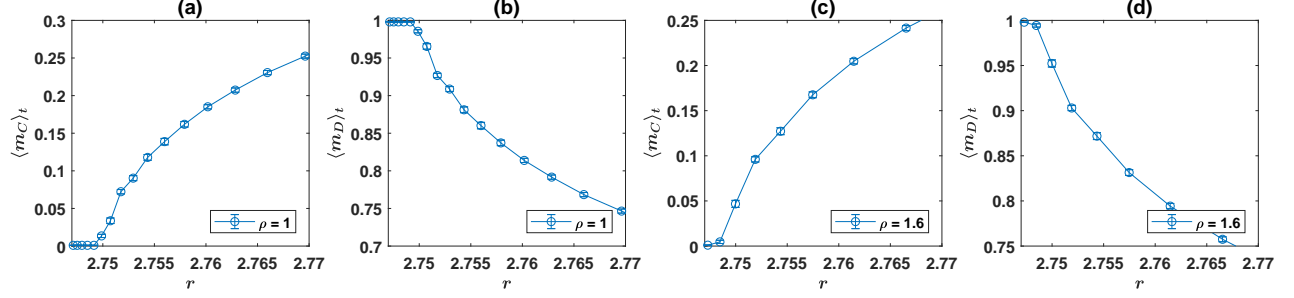 (a)
0.25
0.2
0.15
0.1
0.05
0
⟨m_C⟩_t
2.75 2.755 2.76 2.765 2.77
r
ρ = 1
(b)
1
0.95
0.9
0.85
0.8
0.75
0.7
⟨m_D⟩_t
2.75 2.755 2.76 2.765 2.77
r
ρ = 1
(c)
0.25
0.2
0.15
0.1
0.05
0
⟨m_C⟩_t
2.75 2.755 2.76 2.765 2.77
r
ρ = 1.6
(d)
1
0.95
0.9
0.85
0.8
0.75
⟨m_D⟩_t
2.75 2.755 2.76 2.765 2.77
r
ρ = 1.6
0.3